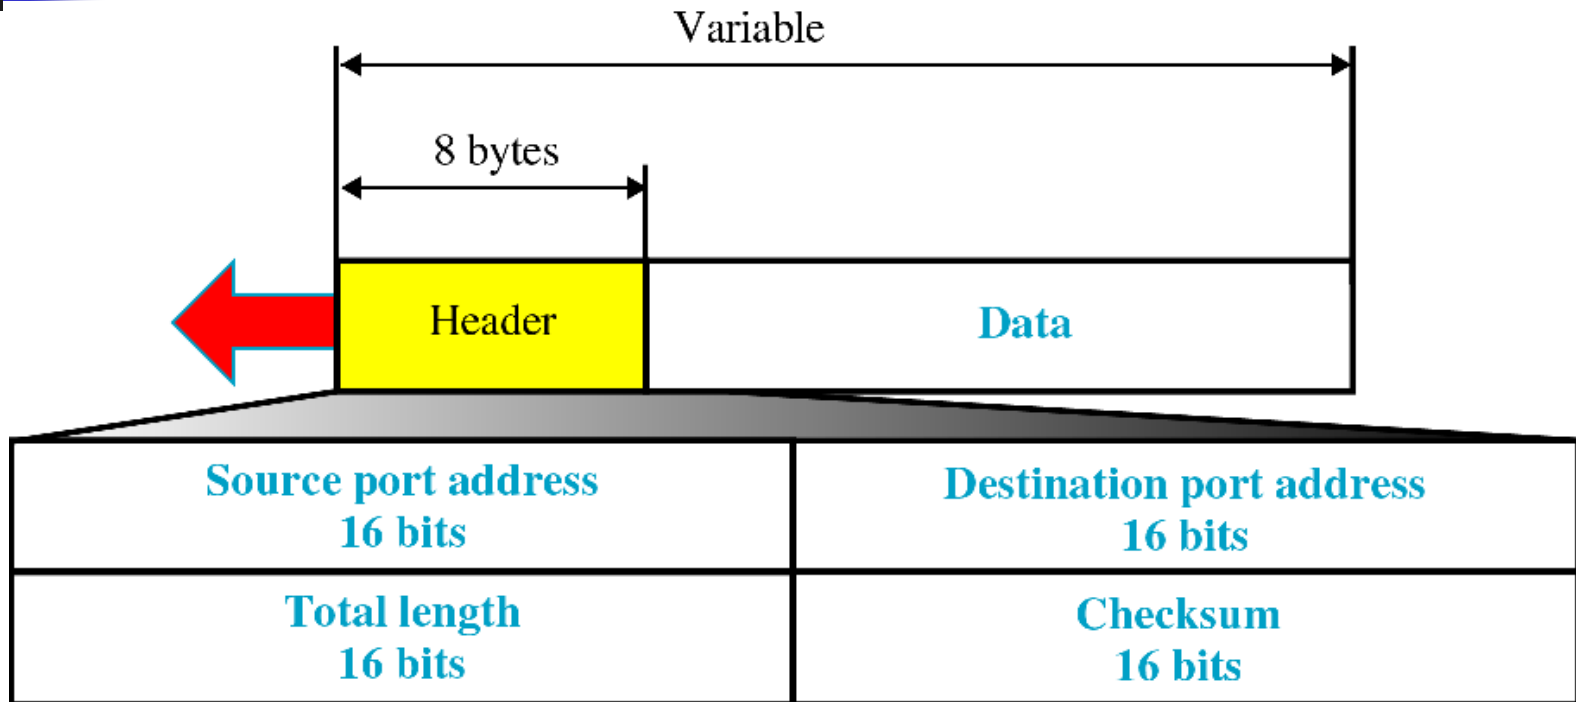 Variable
8 bytes
Header
Data
Source port address
16 bits
Destination port address
16 bits
Total length
16 bits
Checksum
16 bits